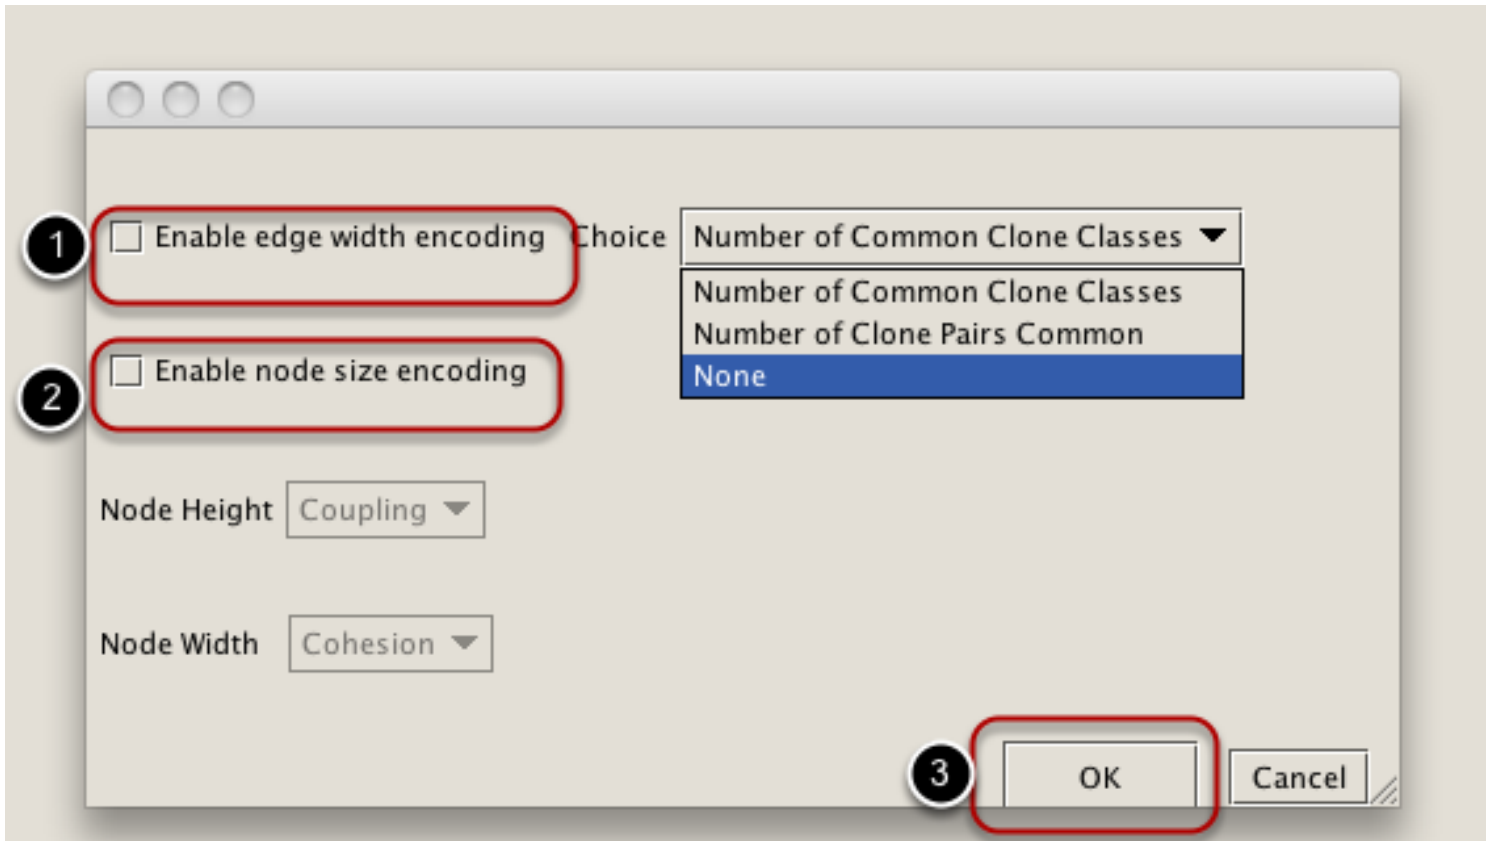 1 Enable edge width encoding Choice Number of Common Clone Classes
Number of Common Clone Classes
Number of Clone Pairs Common
2 Enable node size encoding
None
Node Height Coupling
Node Width Cohesion
3 OK Cancel